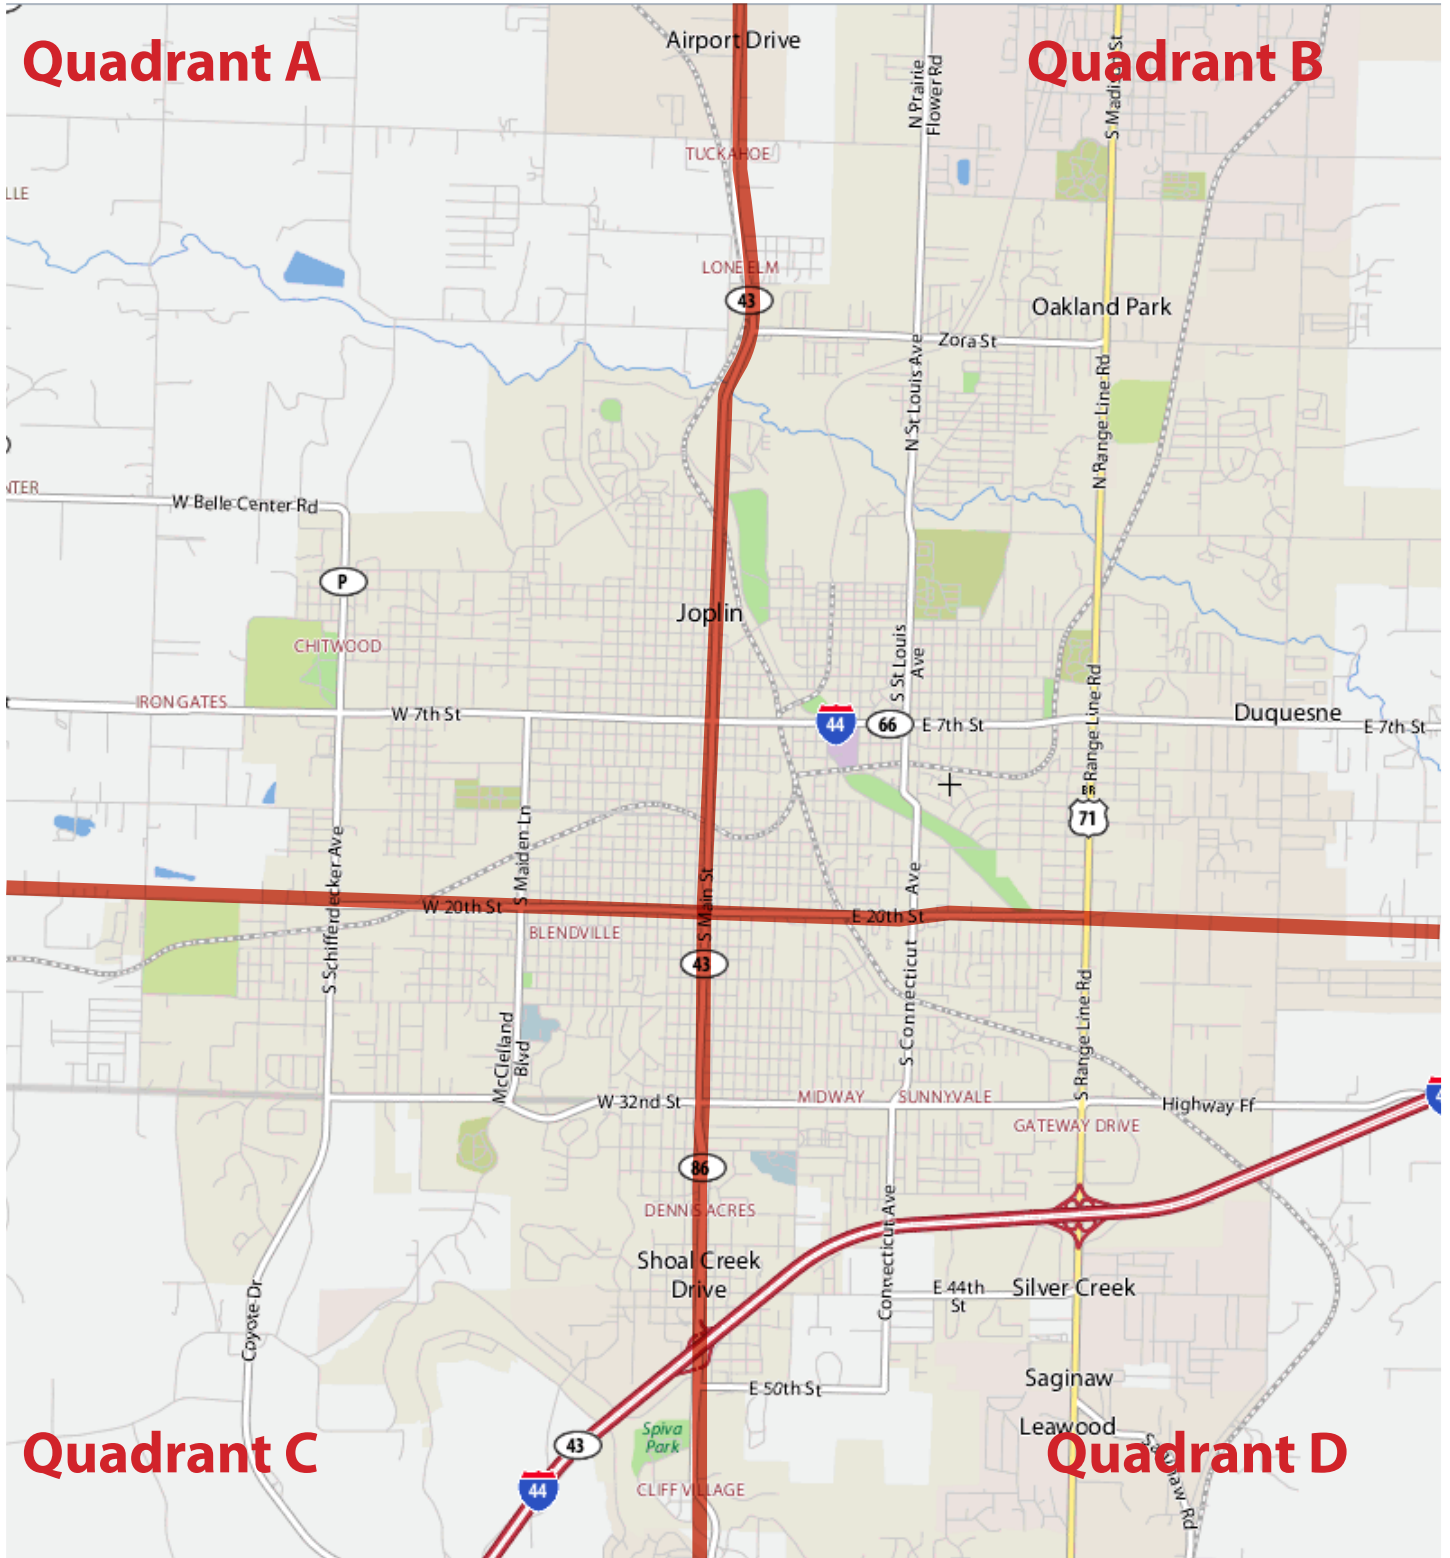 Airport Drive
Quadrant A
Quadrant B
N Prairie
Flower Rd
S Madison St
TUCKAHOE
LLE
LONE ELM
43
Oakland Park
Zora St
N St Louis Ave
N Range Line Rd
NTER
W Belle Center Rd
P
Joplin
CHITWOOD
S St Louis
Ave
IRON GATES
W 7th St
44
66
E 7th St
Range Line Rd
Duquesne
E 7th St
BR
71
S Maiden Ln
S Schifferdecker Ave
S Main St
Ave
W 20th St
E 20th St
BLENDVILLE
43
S Connecticut
S Range Line Rd
McClelland
Blvd
W 32nd St
MIDWAY
SUNNYVALE
Highway Ff
GATEWAY DRIVE
86
DENNIS ACRES
Connecticut Ave
Shoal Creek
Drive
E 44th
St
Silver Creek
Coyote Dr
Saginaw
E 50th St
Leawood
Spiva
Park
43
Quadrant C
Quadrant D
Saginaw Rd
44
CLIFF VILLAGE